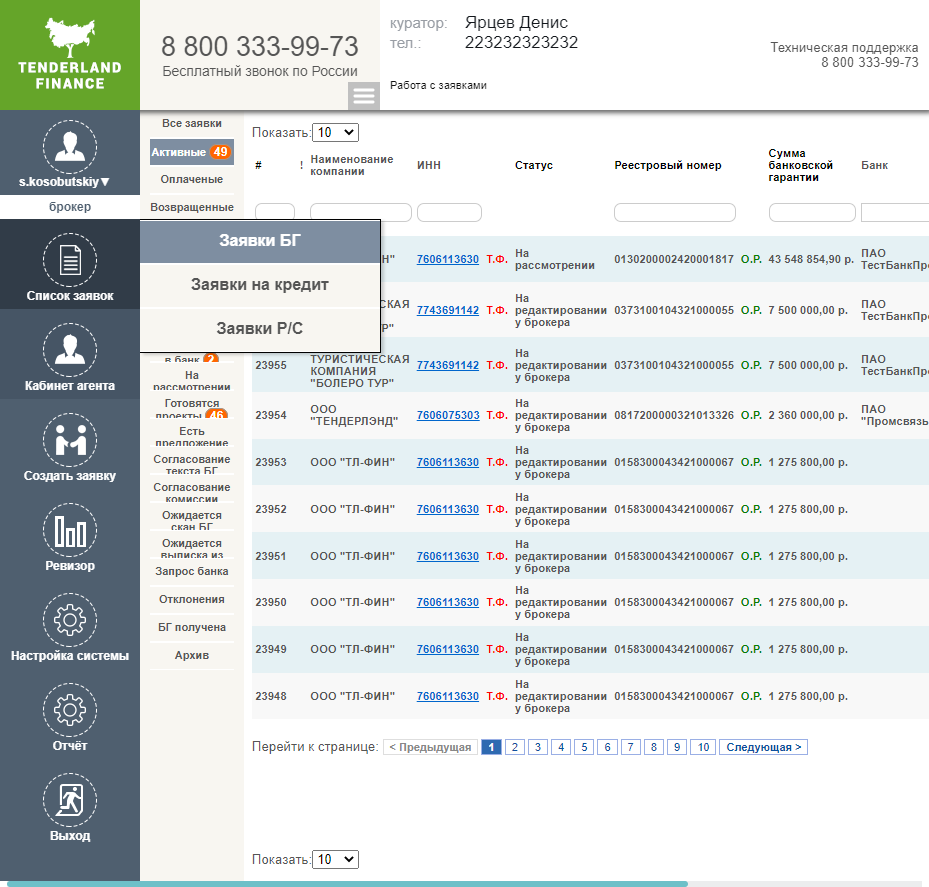 TENDERLAND
FINANCE
8 800 333-99-73
Бесплатный звонок по России
куратор: Ярцев Денис
тел.: 223232323232
Работа с заявками
Техническая поддержка
8 800 333-99-73
s.kosobutskiy▼
брокер
Список заявок
Кабинет агента
Создать заявку
Ревизор
Настройка системы
Отчёт
Выход
Все заявки
Активные 49
Оплаченые
Возвращенные
Заявки БГ
Заявки на кредит
Заявки Р/С
в банк 2
На
рассмотрении
Готовятся
проекты 46
Есть
предложение
Согласование
текста БГ
Согласование
комиссии
Ожидается
скан БГ
Ожидается
выписка из
Запрос банка
Отклонения
БГ получена
Архив
Показать: 10
# ! Наименование компании ИНН Статус Реестровый номер Сумма банковской гарантии Банк
Н" 7606113630 Т.Ф. На рассмотрении 0130200002420001817 О.Р. 43 548 854,90 р. ПАО ТестБанкПро
СКАЯ Р" 7743691142 Т.Ф. На редактировании у брокера 0373100104321000055 О.Р. 7 500 000,00 р. ПАО ТестБанкПро
23955 ТУРИСТИЧЕСКАЯ КОМПАНИЯ "БОЛЕРО ТУР" 7743691142 Т.Ф. На редактировании у брокера 0373100104321000055 О.Р. 7 500 000,00 р. ПАО ТестБанкПро
23954 ООО "ТЕНДЕРЛЭНД" 7606075303 Т.Ф. На редактировании у брокера 0817200000321013326 О.Р. 2 360 000,00 р. ПАО "Промсвязь
23953 ООО "ТЛ-ФИН" 7606113630 Т.Ф. На редактировании у брокера 0158300043421000067 О.Р. 1 275 800,00 р.
23952 ООО "ТЛ-ФИН" 7606113630 Т.Ф. На редактировании у брокера 0158300043421000067 О.Р. 1 275 800,00 р.
23951 ООО "ТЛ-ФИН" 7606113630 Т.Ф. На редактировании у брокера 0158300043421000067 О.Р. 1 275 800,00 р.
23950 ООО "ТЛ-ФИН" 7606113630 Т.Ф. На редактировании у брокера 0158300043421000067 О.Р. 1 275 800,00 р.
23949 ООО "ТЛ-ФИН" 7606113630 Т.Ф. На редактировании у брокера 0158300043421000067 О.Р. 1 275 800,00 р.
23948 ООО "ТЛ-ФИН" 7606113630 Т.Ф. На редактировании у брокера 0158300043421000067 О.Р. 1 275 800,00 р.
Перейти к странице: < Предыдущая 1 2 3 4 5 6 7 8 9 10 Следующая >
Показать: 10